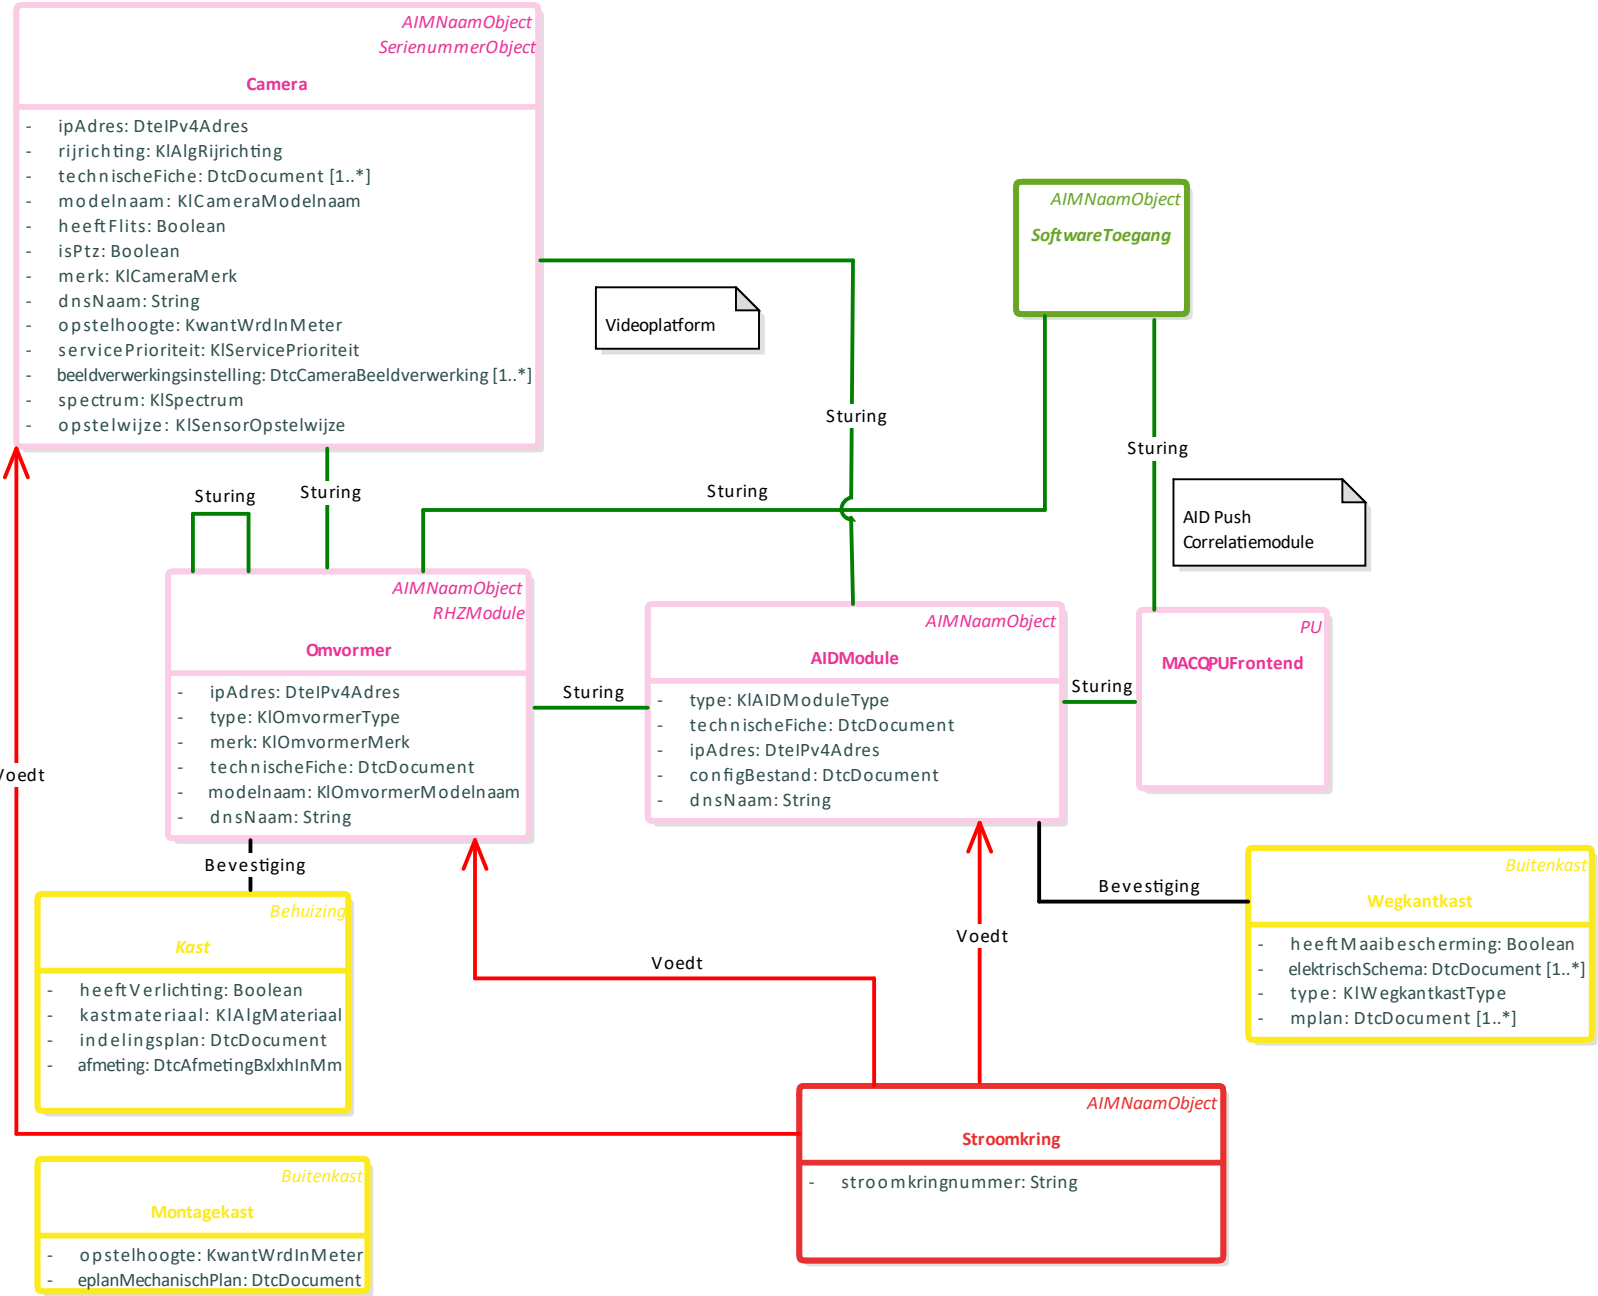 AIMNaamObject
SerienummerObject
Camera
- ipAdres: DteIPv4Adres
- rijrichting: KlAlgRijrichting
- technischeFiche: DtcDocument [1..*]
- modelnaam: KlCameraModelnaam
- heeftFlits: Boolean
- isPtz: Boolean
- merk: KlCameraMerk
- dnsNaam: String
- opstelhoogte: KwantWrdInMeter
- servicePrioriteit: KlServicePrioriteit
- beeldverwerkingsinstelling: DtcCameraBeeldverwerking [1..*]
- spectrum: KlSpectrum
- opstelwijze: KlSensorOpstelwijze
AIMNaamObject
SoftwareToegang
Videoplatform
Sturing
Sturing
Sturing
Sturing
Sturing
AID Push
Correlatiemodule
AIMNaamObject
RHZModule
Omvormer
- ipAdres: DteIPv4Adres
- type: KlOmvormerType
- merk: KlOmvormerMerk
- technischeFiche: DtcDocument
- modelnaam: KlOmvormerModelnaam
- dnsNaam: String
Sturing
AIMNaamObject
AIDModule
- type: KlAIDModuleType
- technischeFiche: DtcDocument
- ipAdres: DteIPv4Adres
- configBestand: DtcDocument
- dnsNaam: String
Sturing
PU
MACQPUFrontend
Voedt
Bevestiging
Behuizing
Kast
- heeftVerlichting: Boolean
- kastmateriaal: KlAlgMateriaal
- indelingsplan: DtcDocument
- afmeting: DtcAfmetingBxlxhInMm
Voedt
Voedt
Bevestiging
Buitenkast
Wegkantkast
- heeftMaaibescherming: Boolean
- elektrischSchema: DtcDocument [1..*]
- type: KlWegkantkastType
- mplan: DtcDocument [1..*]
AIMNaamObject
Stroomkring
- stroomkringnummer: String
Buitenkast
Montagekast
- opstelhoogte: KwantWrdInMeter
- eplanMechanischPlan: DtcDocument